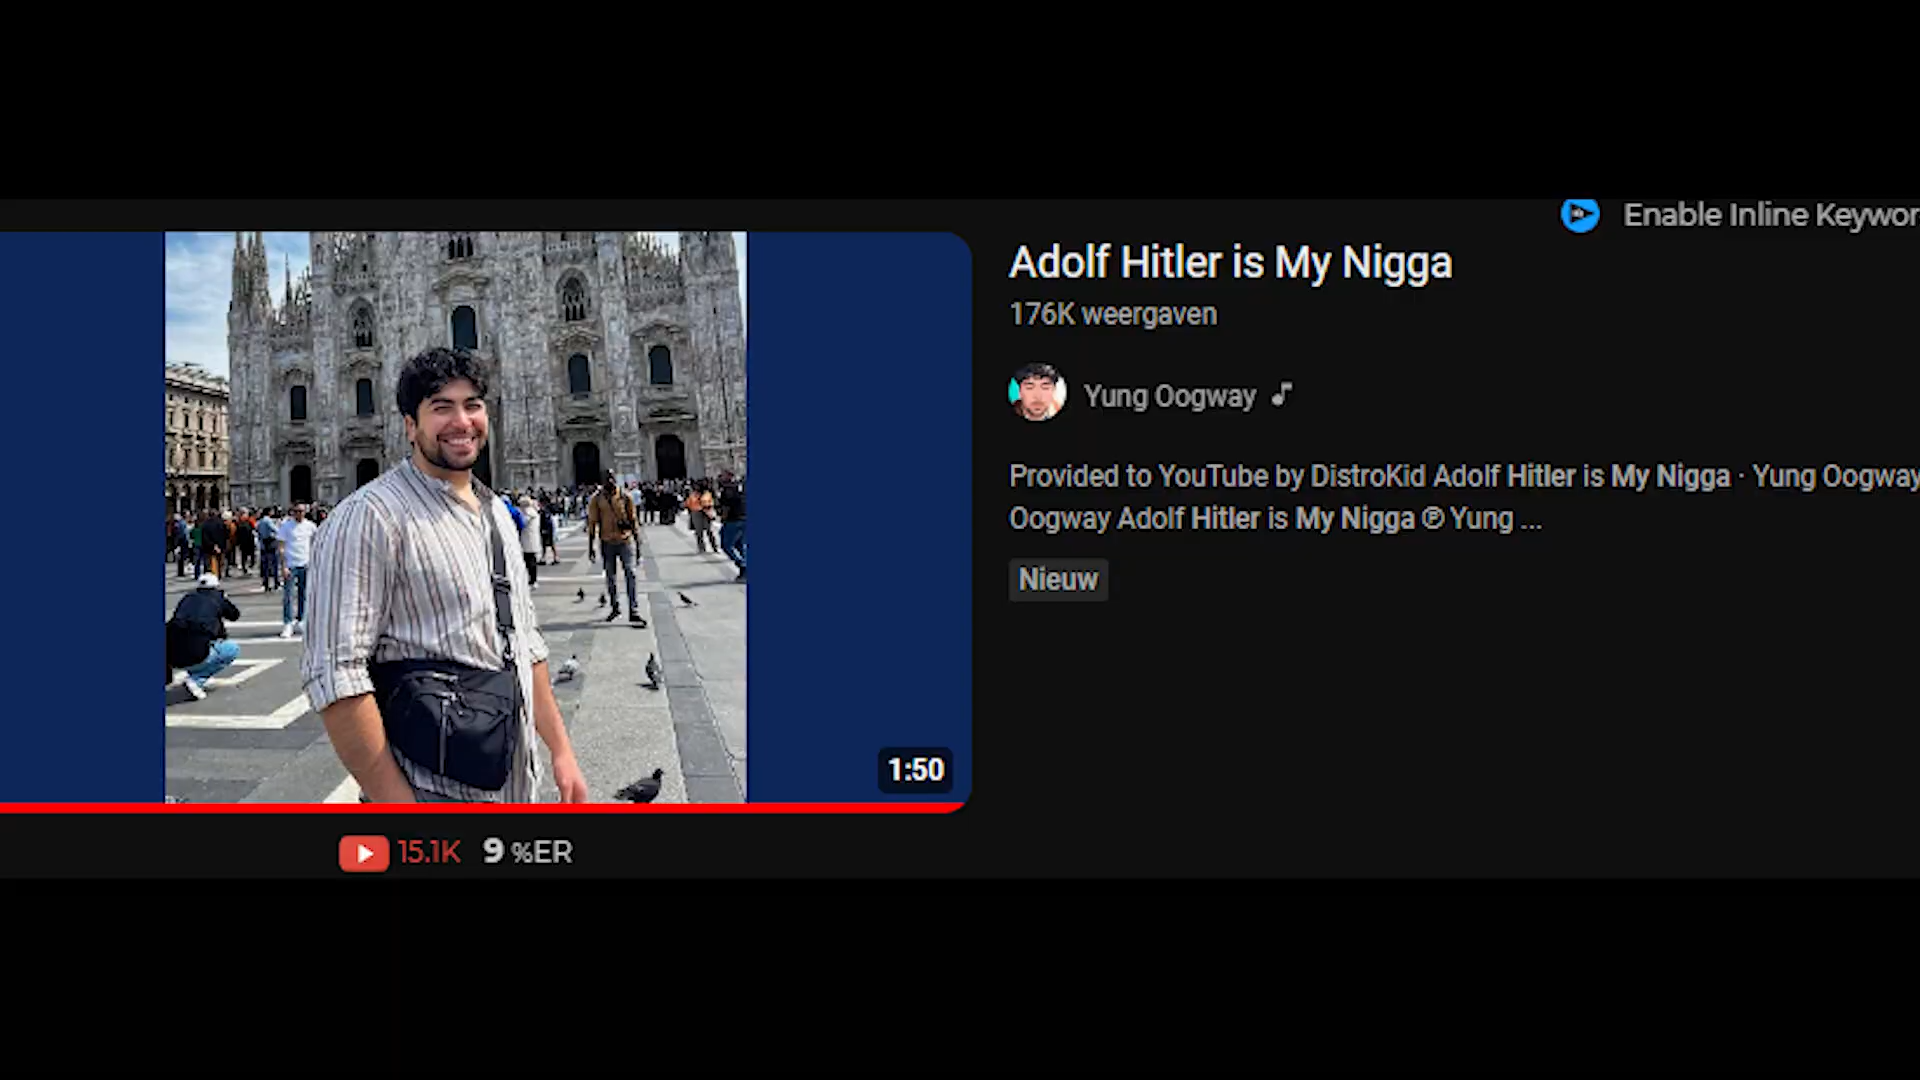 Enable Inline Keywor
Adolf Hitler is My Nigga
176K weergaven
Yung Oogway
Provided to YouTube by DistroKid Adolf Hitler is My Nigga · Yung Oogway
Oogway Adolf Hitler is My Nigga ℗ Yung ...
Nieuw
1:50
15.1K 9 %ER